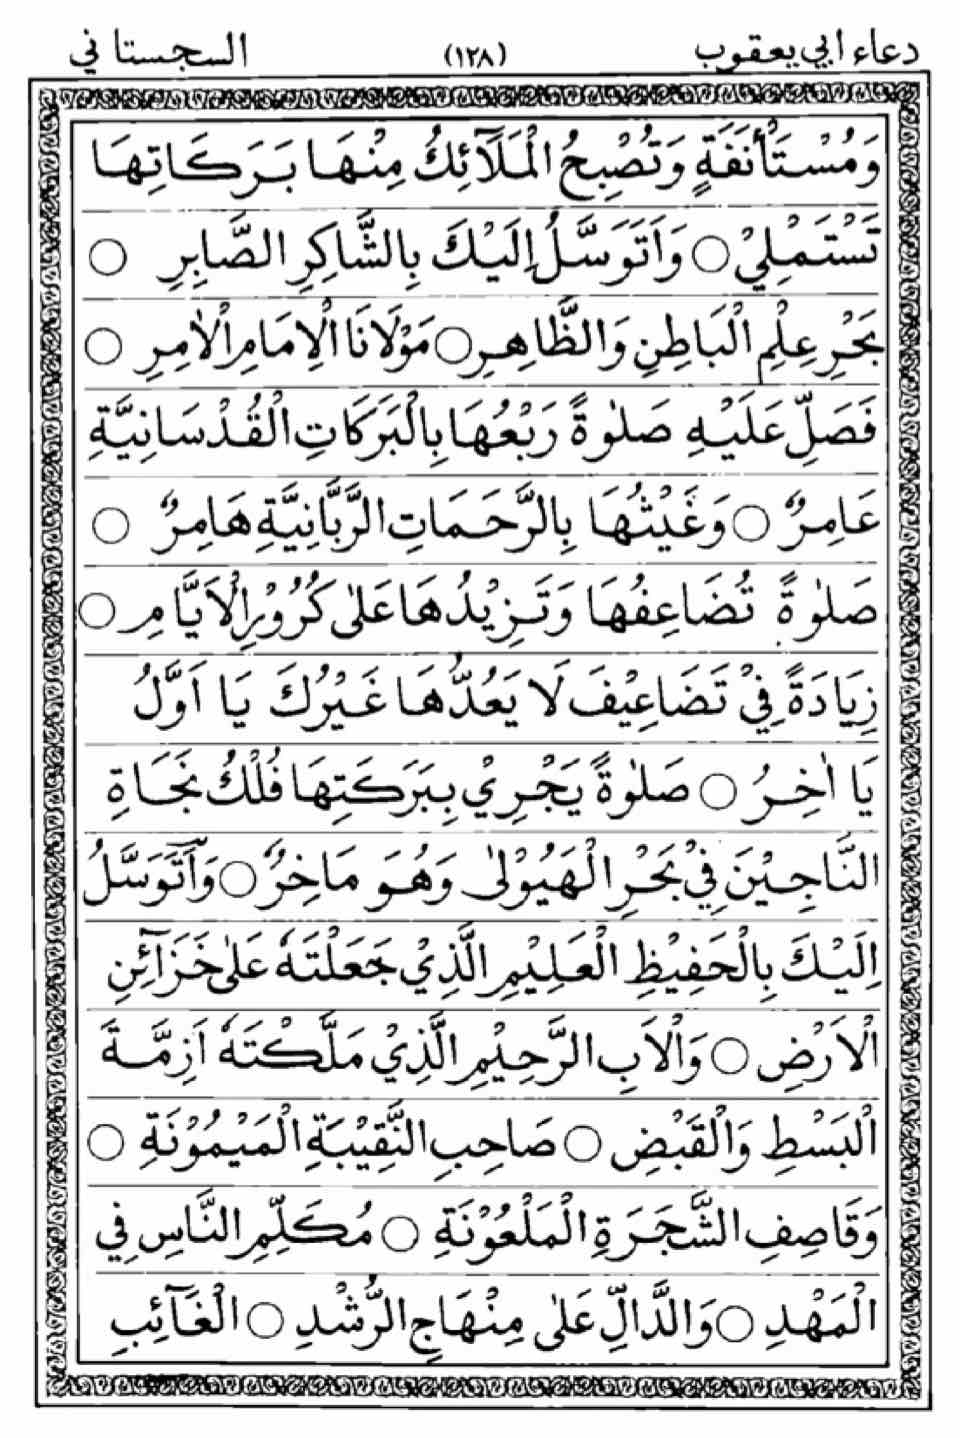 دعاء ابي يعقوب (١٢٨) السجستاني
وَمُسْتَأْنَفَةٍ وَتُصْبِحُ الْمَلَآئِكُ مِنْهَا بَرَكَاتِهَا
تَسْتَمْلِيْ ○ وَاَتَوَسَّلُ اِلَيْكَ بِالشَّاكِرِ الصَّابِرِ ○
بَحْرِ عِلْمِ الْبَاطِنِ وَالظَّاهِرِ ○ مَوْلَانَا الْاِمَامِ الْاٰمِرِ ○
فَصَلِّ عَلَيْهِ صَلٰوةً رَبْعُهَا بِالْبَرَكَاتِ الْقُدْسَانِيَّةِ
عَامِرٌ ○ وَغَيْثُهَا بِالرَّحَمَاتِ الرَّبَّانِيَّةِ هَامِرٌ ○
صَلٰوةً تُضَاعِفُهَا وَتَزِيْدُهَا عَلٰى كُرُوْرِ الْاَيَّامِ ○
زِيَادَةً فِيْ تَضَاعِيْفَ لَا يَعُدُّهَا غَيْرُكَ يَا اَوَّلُ
يَا اٰخِرُ ○ صَلٰوةً يَجْرِيْ بِبَرَكَتِهَا فُلْكُ نَجَاةِ
النَّاجِيْنَ فِيْ بَحْرِ الْهَيُوْلٰى وَهُوَ مَاخِرٌ ○ وَاَتَوَسَّلُ
اِلَيْكَ بِالْحَفِيْظِ الْعَلِيْمِ الَّذِيْ جَعَلْتَهٗ عَلٰى خَزَآئِنِ
الْاَرْضِ ○ وَالْاَبِ الرَّحِيْمِ الَّذِيْ مَلَّكْتَهٗ اَزِمَّةَ
الْبَسْطِ وَالْقَبْضِ ○ صَاحِبِ النَّقِيْبَةِ الْمَيْمُوْنَةِ ○
وَقَاصِفِ الشَّجَرَةِ الْمَلْعُوْنَةِ ○ مُكَلِّمِ النَّاسِ فِي
الْمَهْدِ ○ وَالدَّالِّ عَلٰى مِنْهَاجِ الرُّشْدِ ○ الْغَآئِبِ